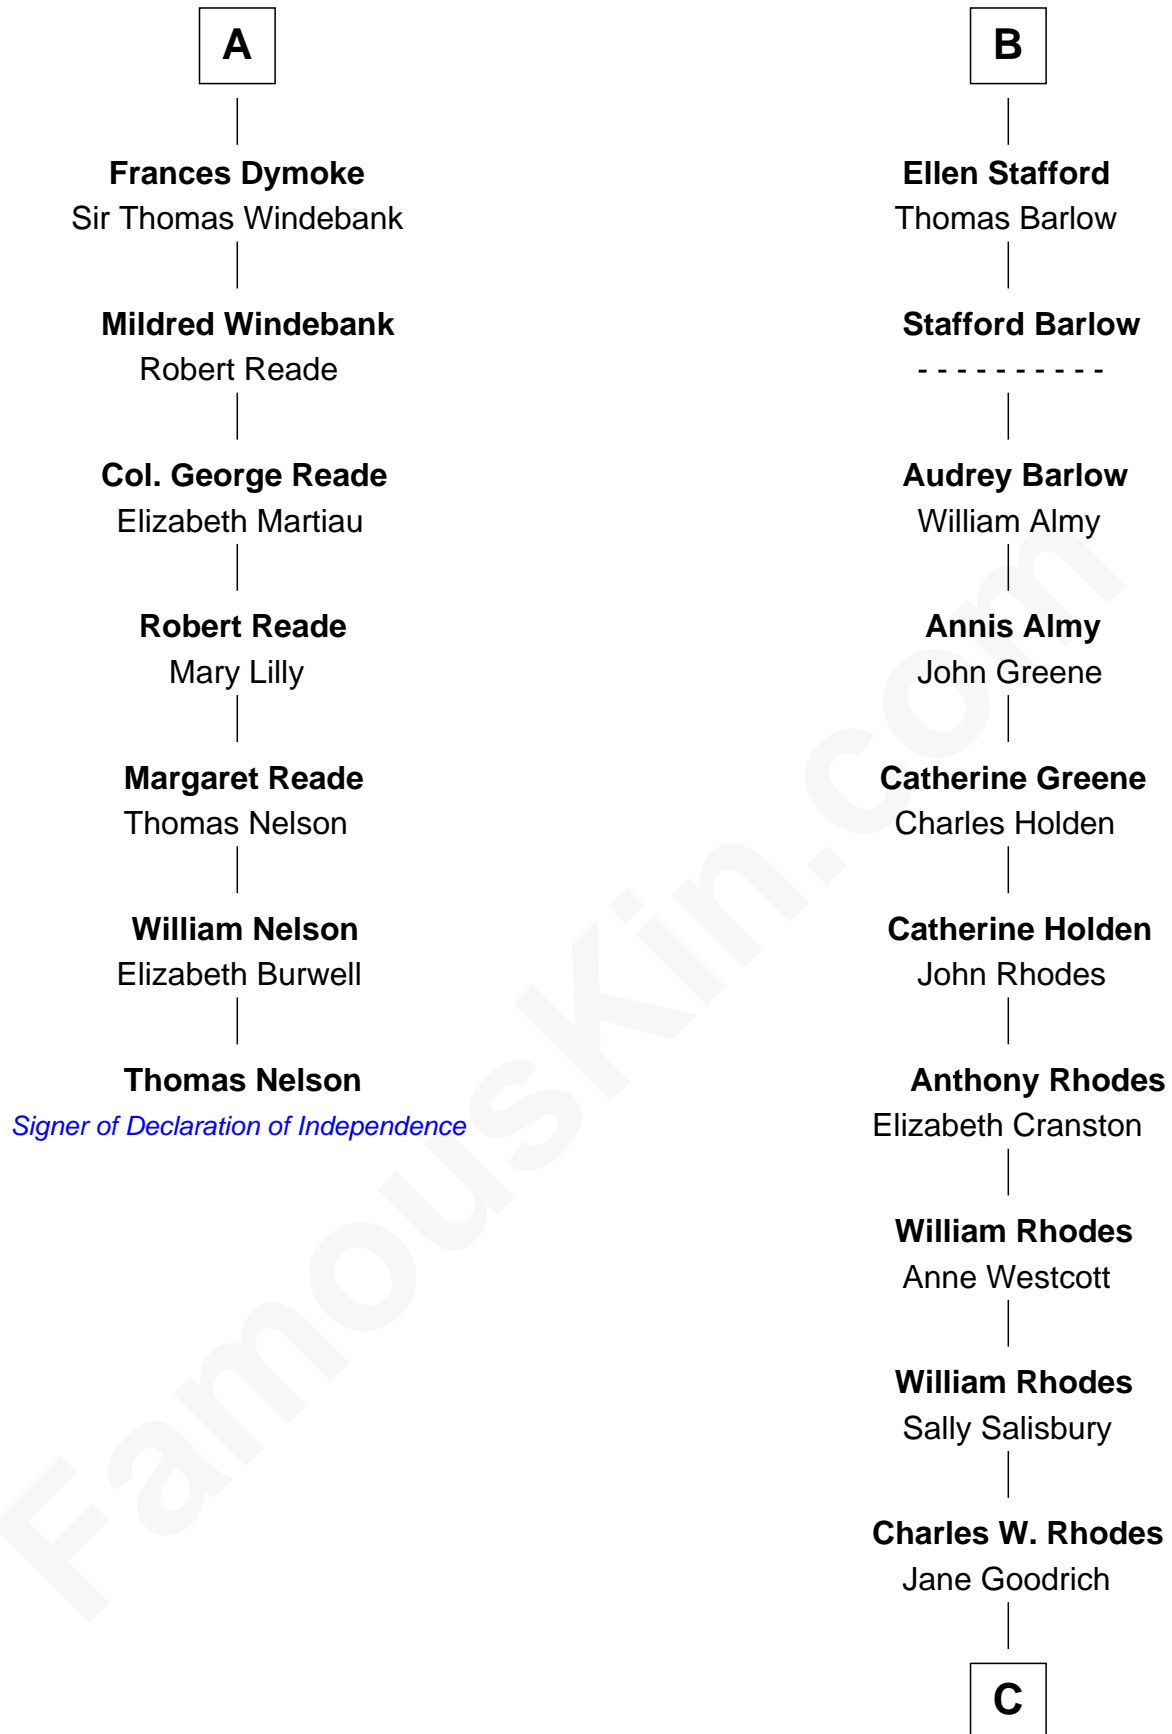 A
Frances Dymoke
Sir Thomas Windebank
Mildred Windebank
Robert Reade
Col. George Reade
Elizabeth Martiau
Robert Reade
Mary Lilly
Margaret Reade
Thomas Nelson
William Nelson
Elizabeth Burwell
Thomas Nelson
Signer of Declaration of Independence
B
Ellen Stafford
Thomas Barlow
Stafford Barlow
- - - - - - - - - -
Audrey Barlow
William Almy
Annis Almy
John Greene
Catherine Greene
Charles Holden
Catherine Holden
John Rhodes
Anthony Rhodes
Elizabeth Cranston
William Rhodes
Anne Westcott
William Rhodes
Sally Salisbury
Charles W. Rhodes
Jane Goodrich
C
FamousKin.com